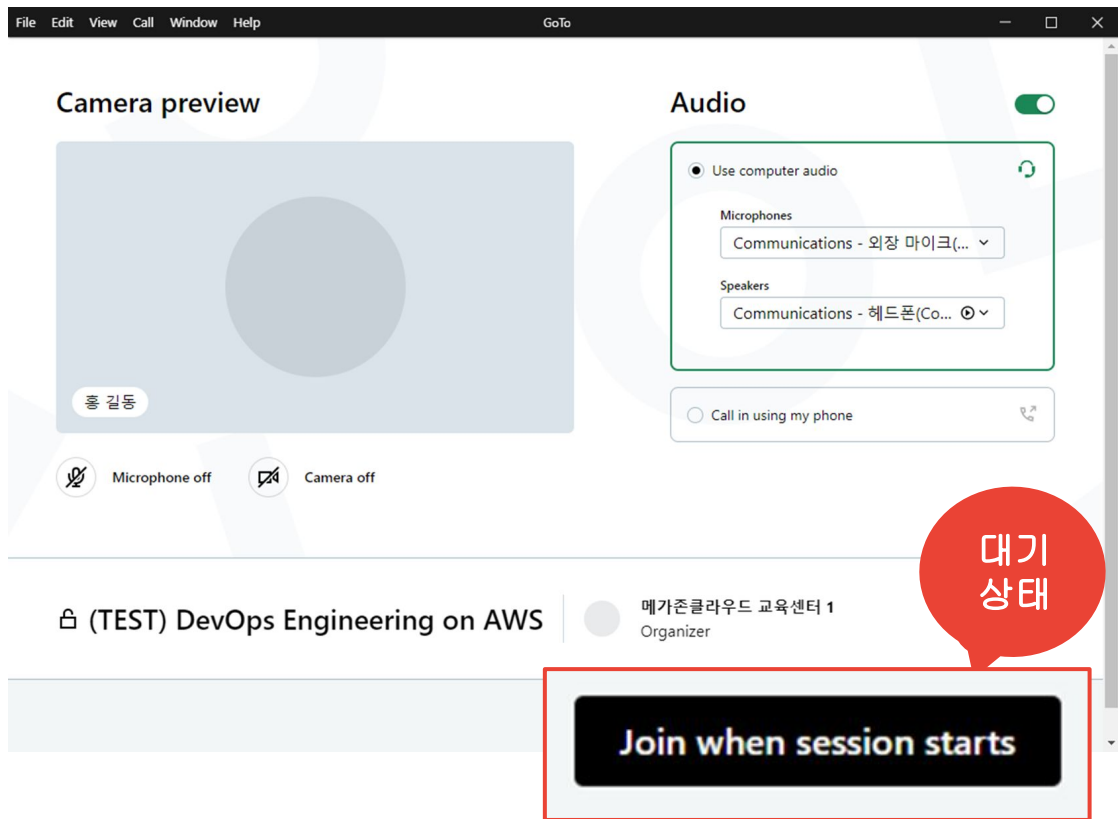 File Edit View Call Window Help GoTo
Camera preview
홍 길동
Microphone off Camera off
Audio
Use computer audio
Microphones
Communications - 외장 마이크(...
Speakers
Communications - 헤드폰(Co...
Call in using my phone
(TEST) DevOps Engineering on AWS
메가존클라우드 교육센터 1
Organizer
대기
상태
Join when session starts